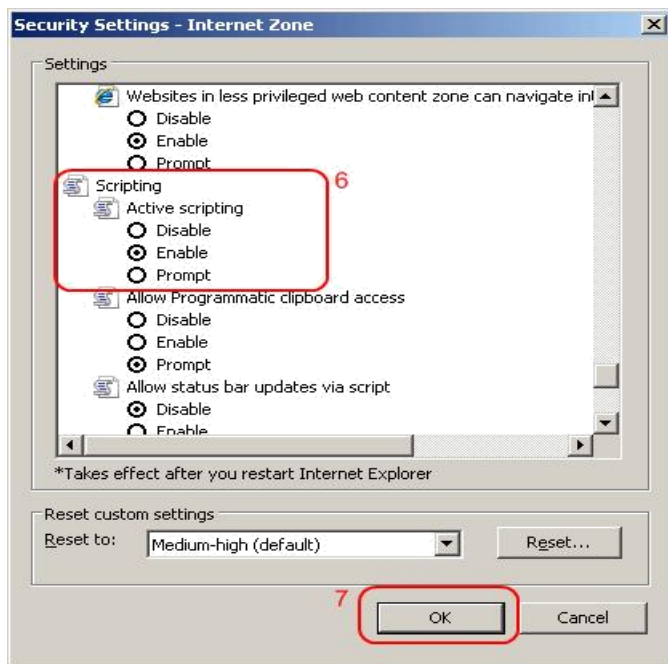 Security Settings - Internet Zone
Settings
Websites in less privileged web content zone can navigate int
Disable
Enable
Prompt
Scripting
6
Active scripting
Disable
Enable
Prompt
Allow Programmatic clipboard access
Disable
Enable
Prompt
Allow status bar updates via script
Disable
Enable
*Takes effect after you restart Internet Explorer
Reset custom settings
Reset to: Medium-high (default) Reset...
7
OK Cancel